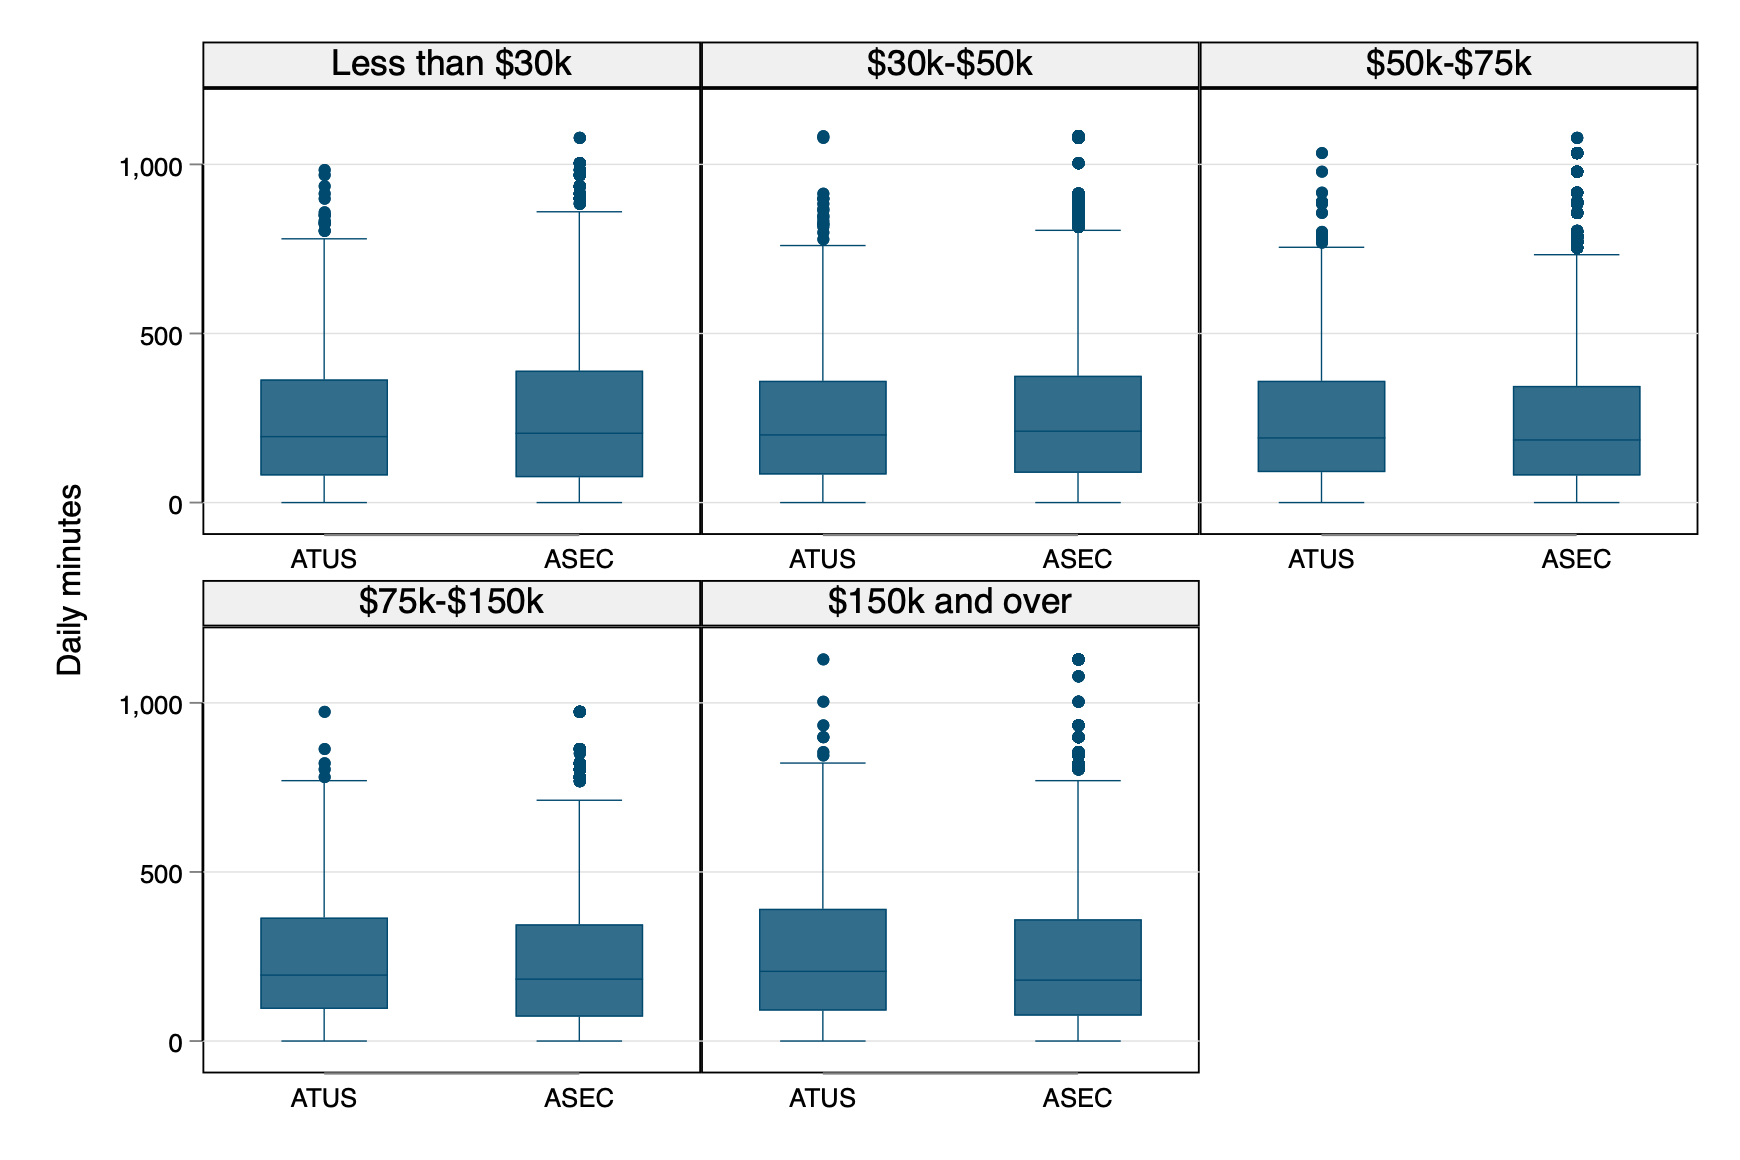 Daily minutes
Less than $30k
$30k-$50k
$50k-$75k
1,000
500
0
ATUS
ASEC
ATUS
ASEC
ATUS
ASEC
$75k-$150k
$150k and over
1,000
500
0
ATUS
ASEC
ATUS
ASEC